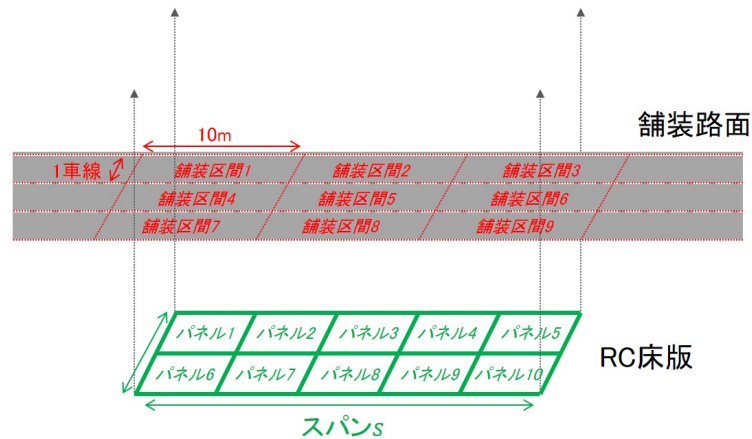 舗装路面
10m
1車線
舗装区間1 舗装区間2 舗装区間3
舗装区間4 舗装区間5 舗装区間6
舗装区間7 舗装区間8 舗装区間9
パネル1 パネル2 パネル3 パネル4 パネル5
RC床版
パネル6 パネル7 パネル8 パネル9 パネル10
スパンs